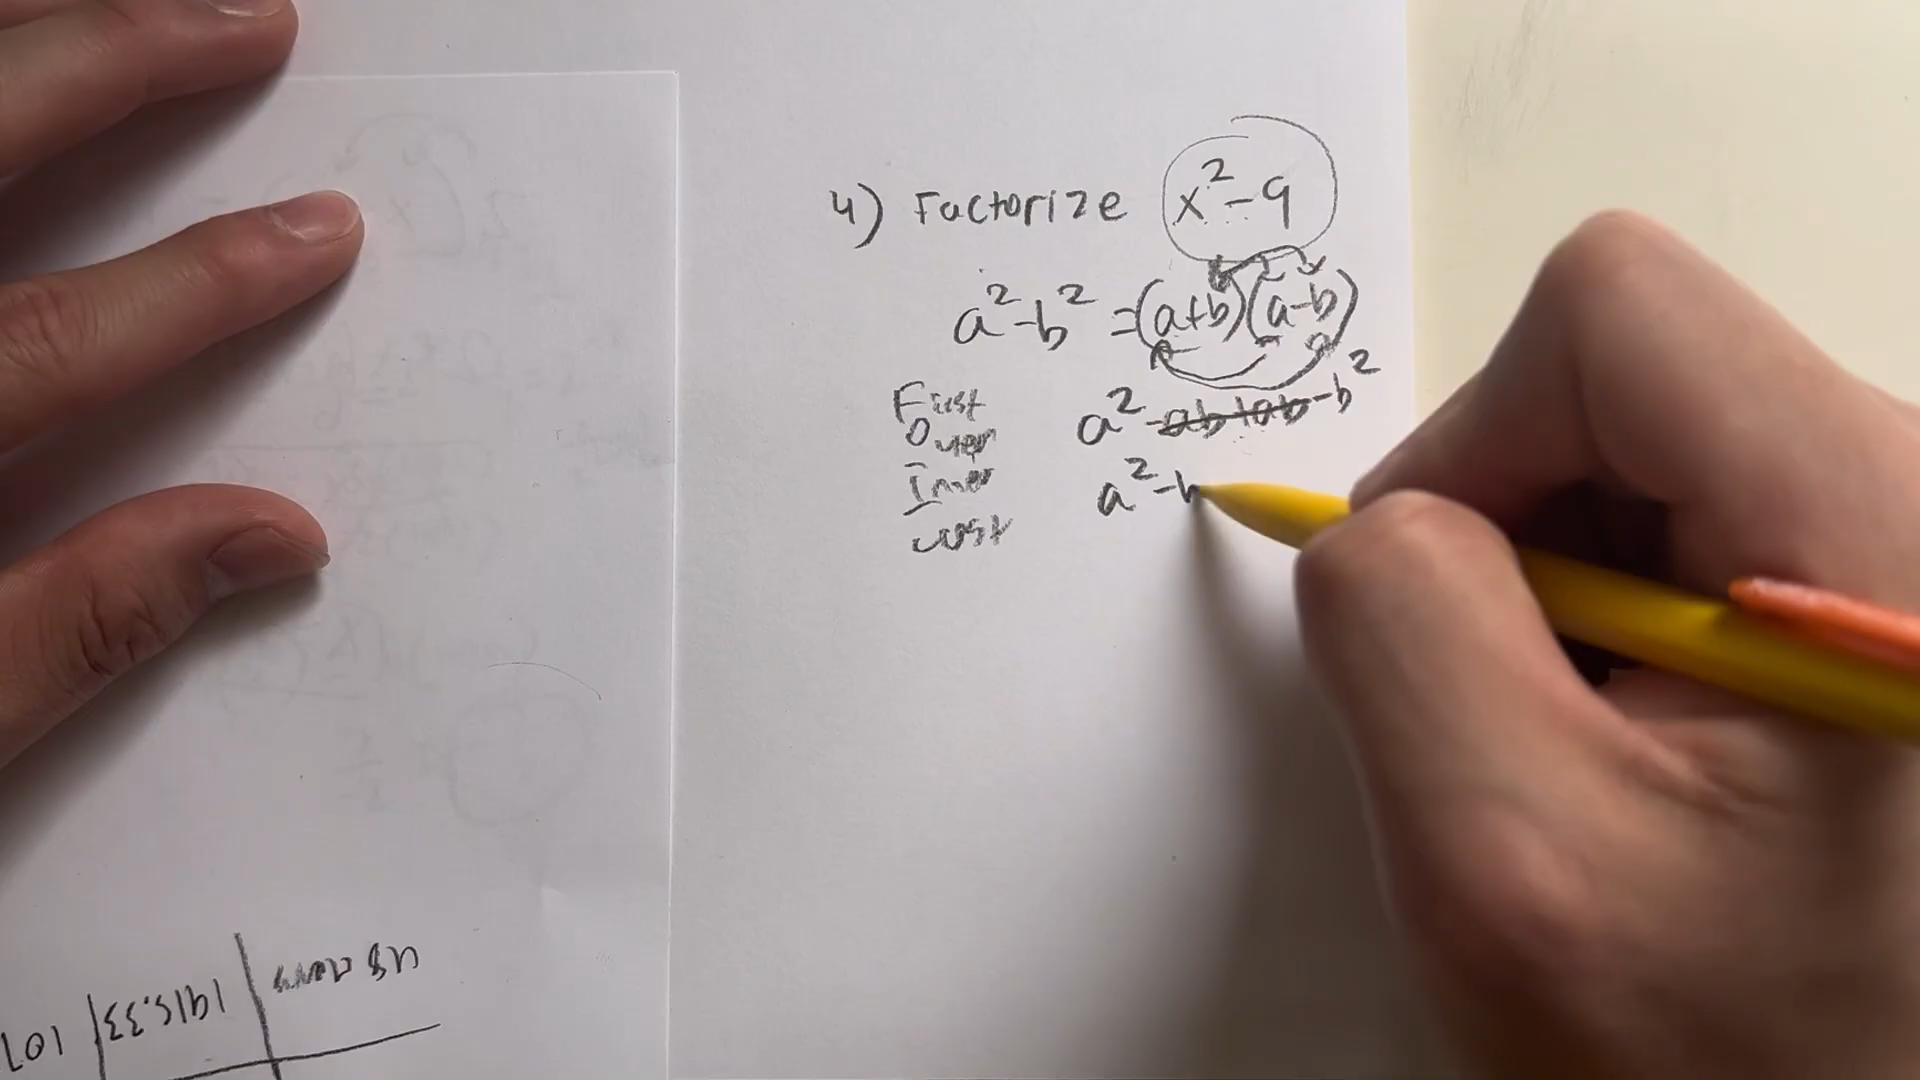 4) Factorize x²-9
a²-b² =(a+b)(a-b)
First
Outer
Inner
Last
a²-ab+ab-b²
a²-b